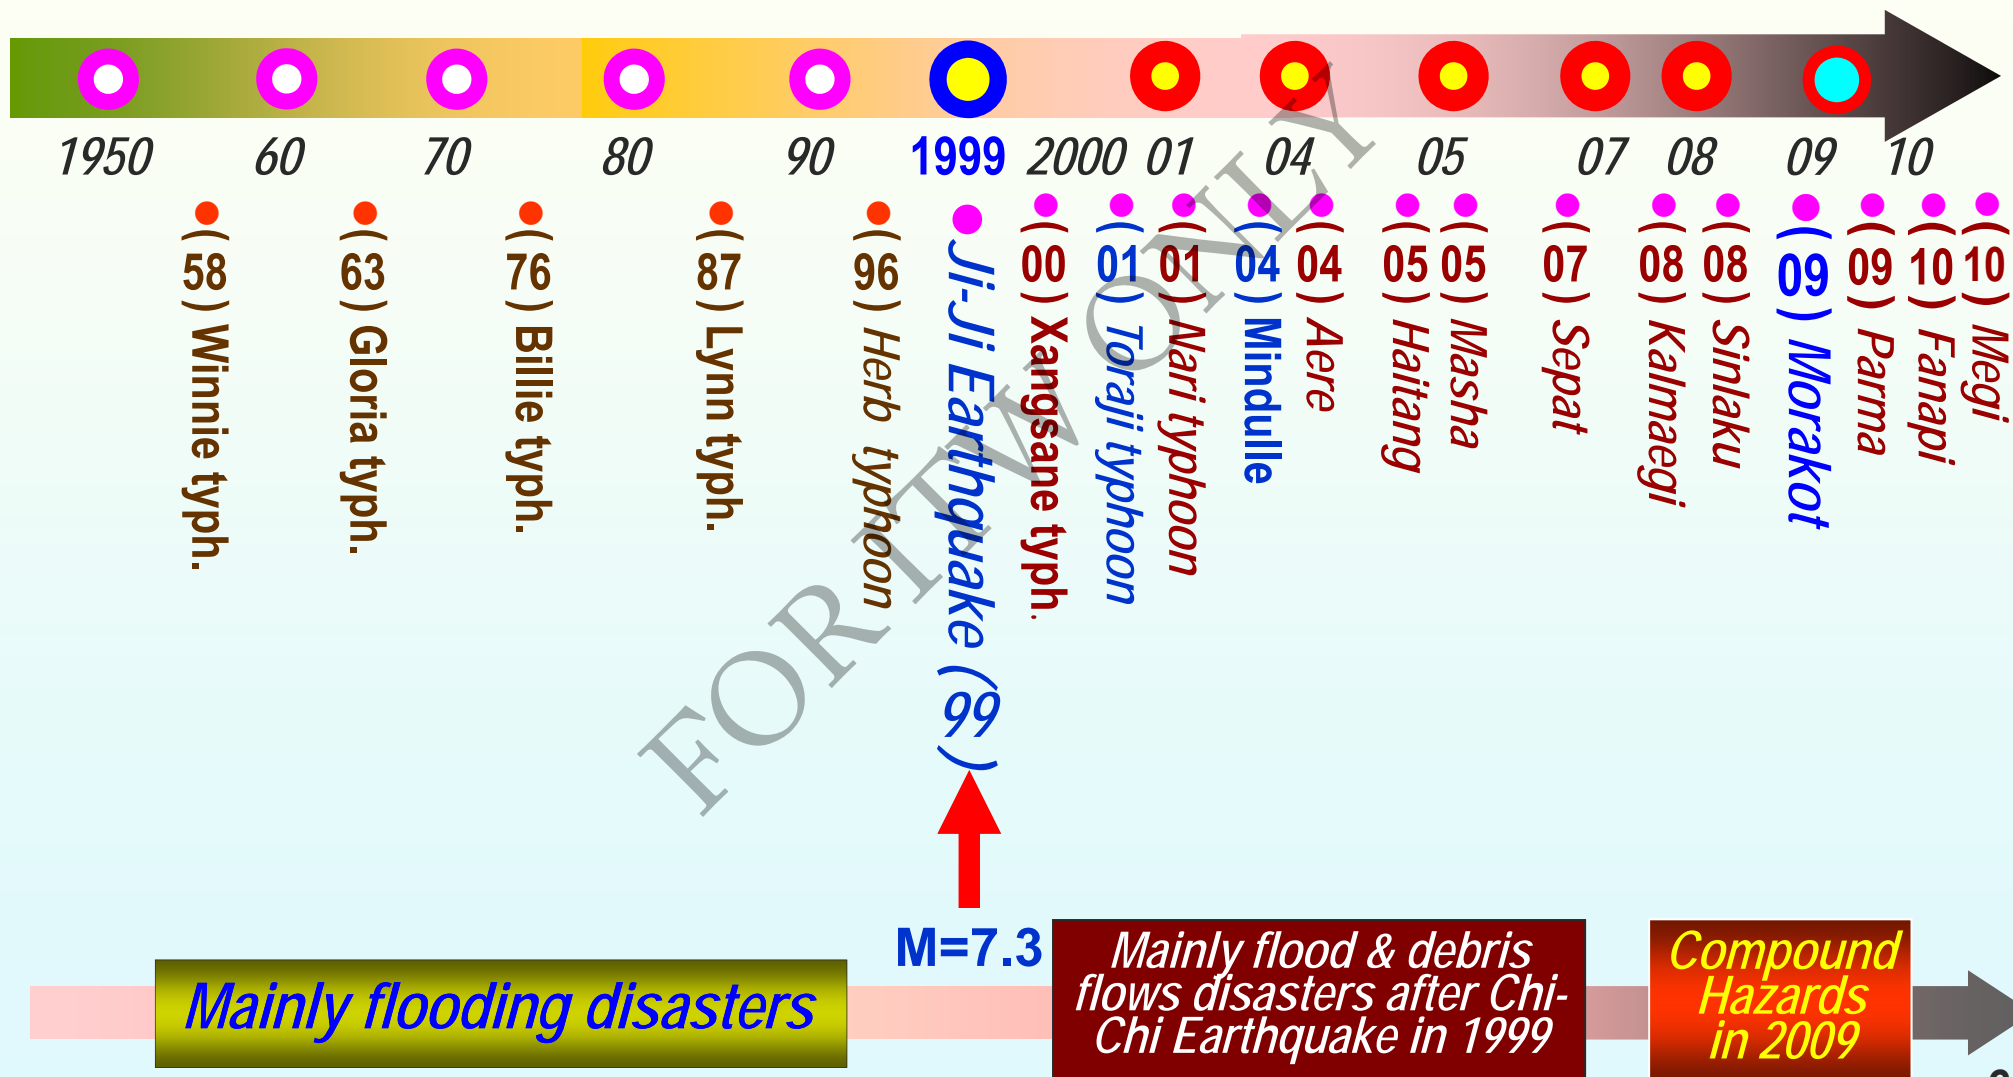 1950 60 70 80 90 1999 2000 01 04 05 07 08 09 10
(58) Winnie typh.
(63) Gloria typh.
(76) Billie typh.
(87) Lynn typh.
(96) Herb typhoon
Ji-Ji Earthquake (99)
(00) Xangsane typh.
(01) Toraji typhoon
(01) Nari typhoon
(04) Mindulle
(04) Aere
(05) Haitang
(05) Masha
(07) Sepat
(08) Kalmaegi
(08) Sinlaku
(09) Morakot
(09) Parma
(10) Fanapi
(10) Megi
FOR ITW ONLY
M=7.3
Mainly flooding disasters
Mainly flood & debris
flows disasters after Chi-
Chi Earthquake in 1999
Compound
Hazards
in 2009